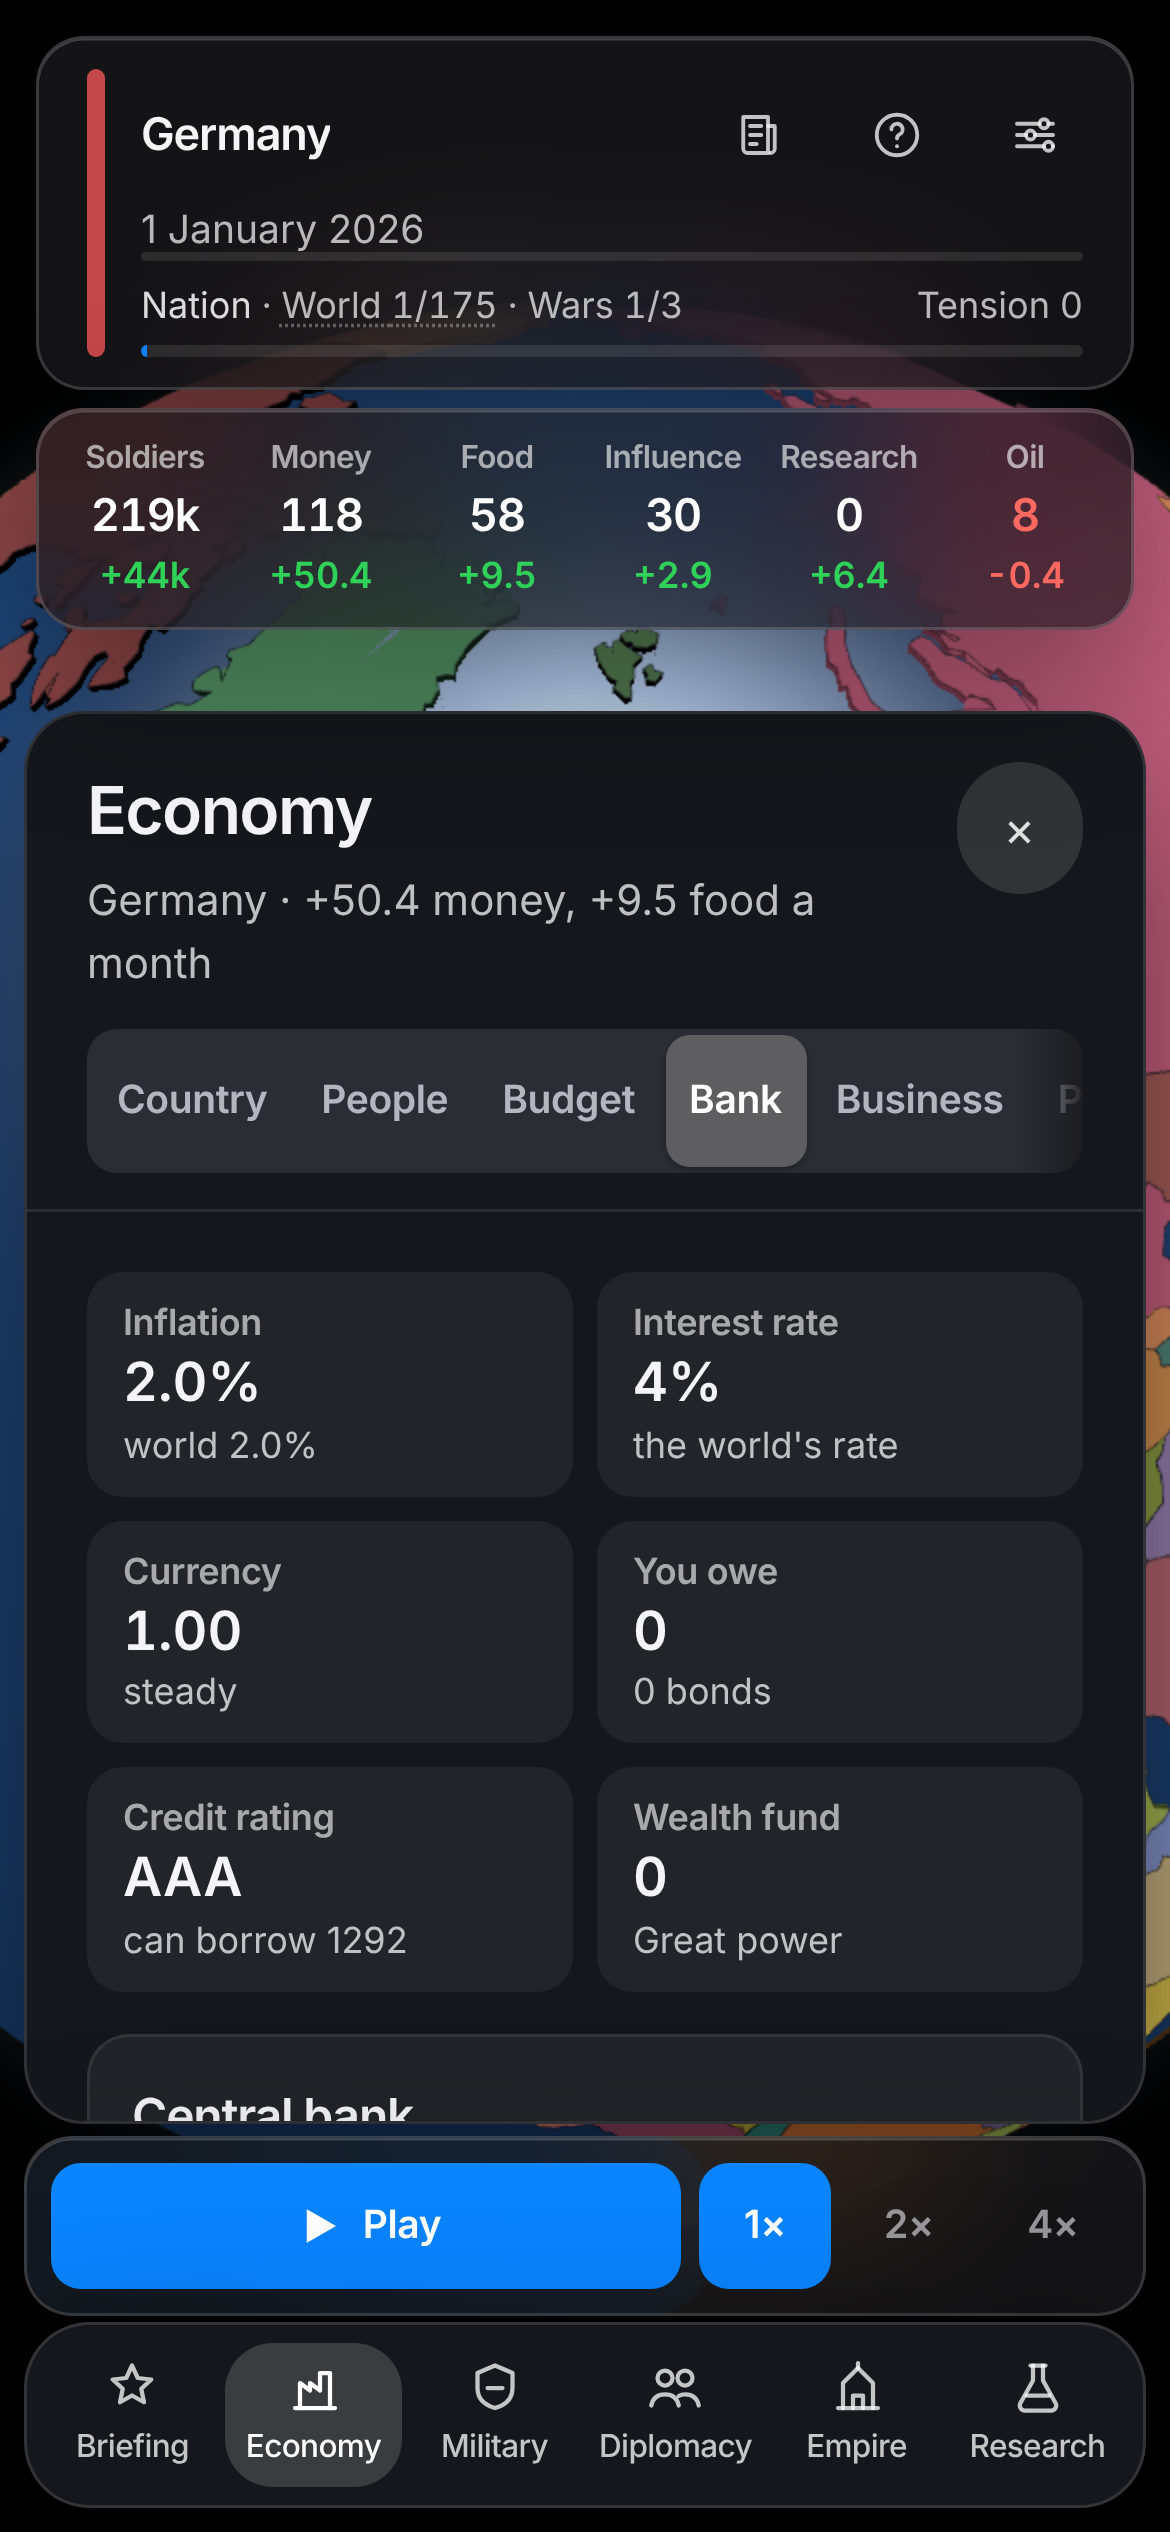 Germany
1 January 2026
Nation · World 1/175 · Wars 1/3
Tension 0
Soldiers Money Food Influence Research Oil
219k 118 58 30 0 8
+44k +50.4 +9.5 +2.9 +6.4 -0.4
Economy
×
Germany · +50.4 money, +9.5 food a
month
Country People Budget Bank Business P
Inflation
2.0%
world 2.0%
Interest rate
4%
the world's rate
Currency
1.00
steady
You owe
0
0 bonds
Credit rating
AAA
can borrow 1292
Wealth fund
0
Great power
Central bank
Play 1× 2× 4×
Briefing Economy Military Diplomacy Empire Research